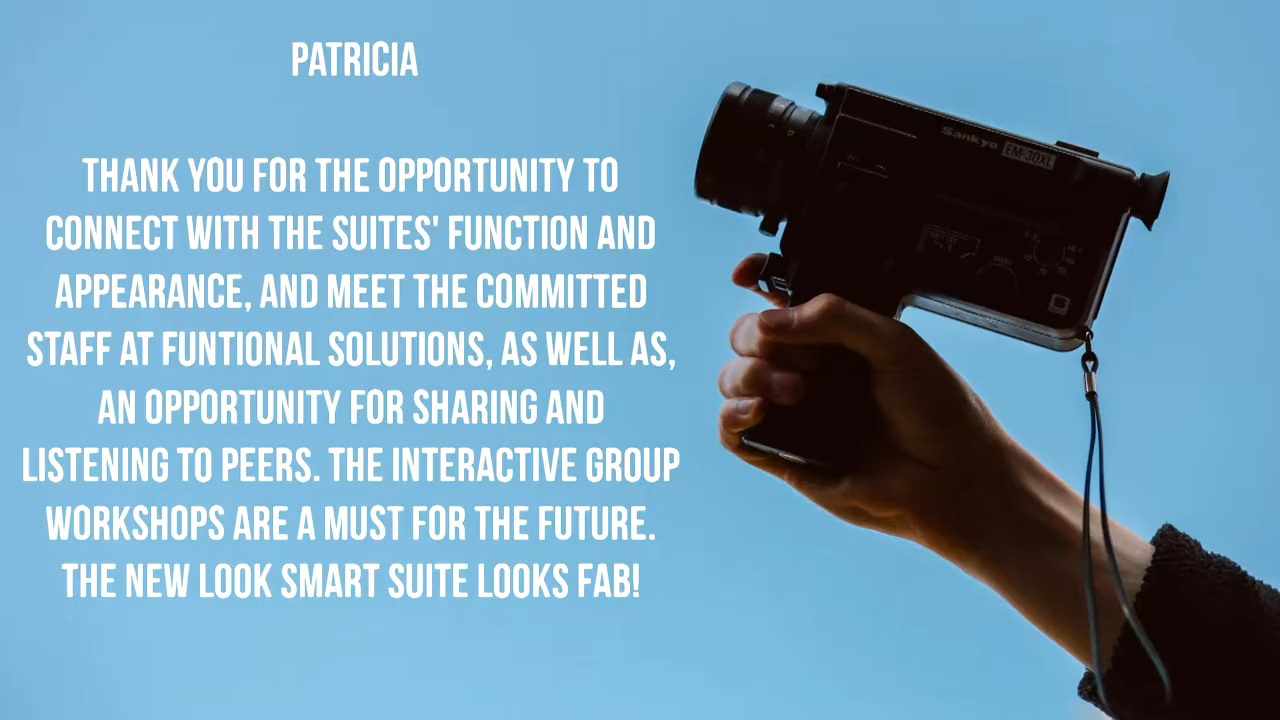 PATRICIA
THANK YOU FOR THE OPPORTUNITY TO
CONNECT WITH THE SUITES' FUNCTION AND
APPEARANCE, AND MEET THE COMMITTED
STAFF AT FUNTIONAL SOLUTIONS, AS WELL AS,
AN OPPORTUNITY FOR SHARING AND
LISTENING TO PEERS. THE INTERACTIVE GROUP
WORKSHOPS ARE A MUST FOR THE FUTURE.
THE NEW LOOK SMART SUITE LOOKS FAB!
Sankyo EM-30XL